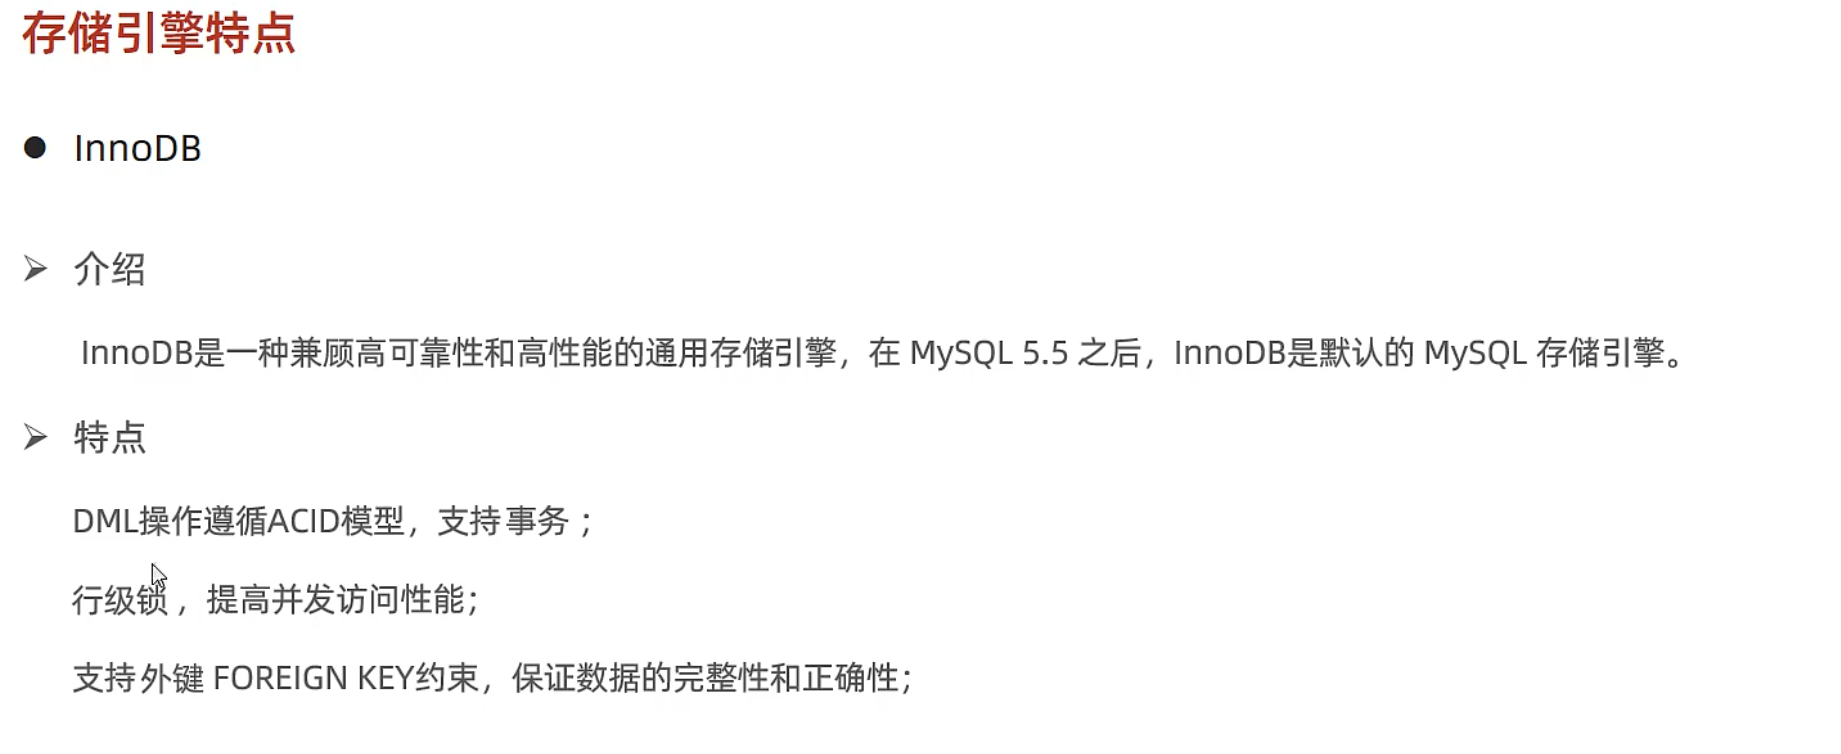 存储引擎特点
● InnoDB
➢ 介绍
InnoDB是一种兼顾高可靠性和高性能的通用存储引擎，在 MySQL 5.5 之后，InnoDB是默认的 MySQL 存储引擎。
➢ 特点
DML操作遵循ACID模型，支持事务；
行级锁，提高并发访问性能；
支持外键 FOREIGN KEY约束，保证数据的完整性和正确性；